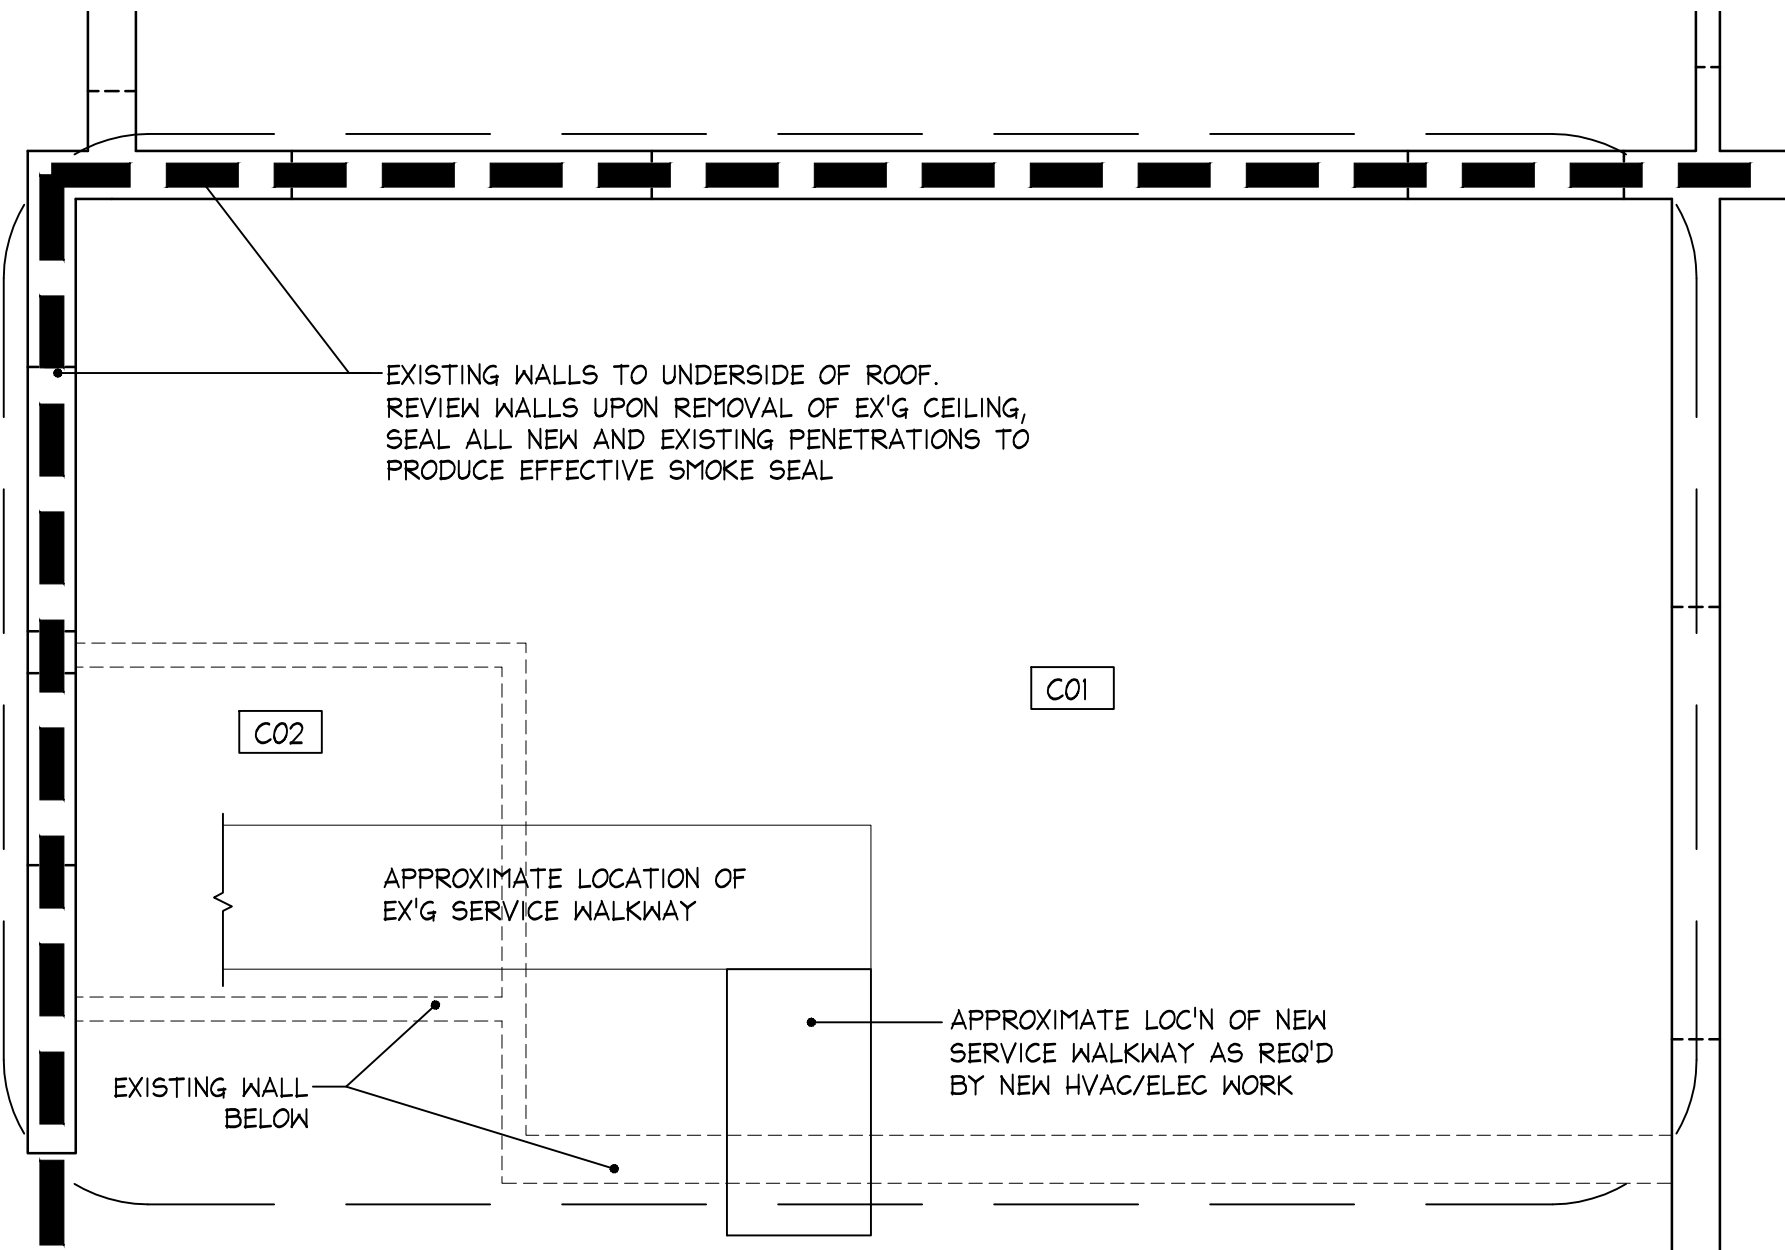 EXISTING WALLS TO UNDERSIDE OF ROOF.
REVIEW WALLS UPON REMOVAL OF EX'G CEILING,
SEAL ALL NEW AND EXISTING PENETRATIONS TO
PRODUCE EFFECTIVE SMOKE SEAL
C01
C02
APPROXIMATE LOCATION OF
EX'G SERVICE WALKWAY
APPROXIMATE LOC'N OF NEW
SERVICE WALKWAY AS REQ'D
BY NEW HVAC/ELEC WORK
EXISTING WALL
BELOW